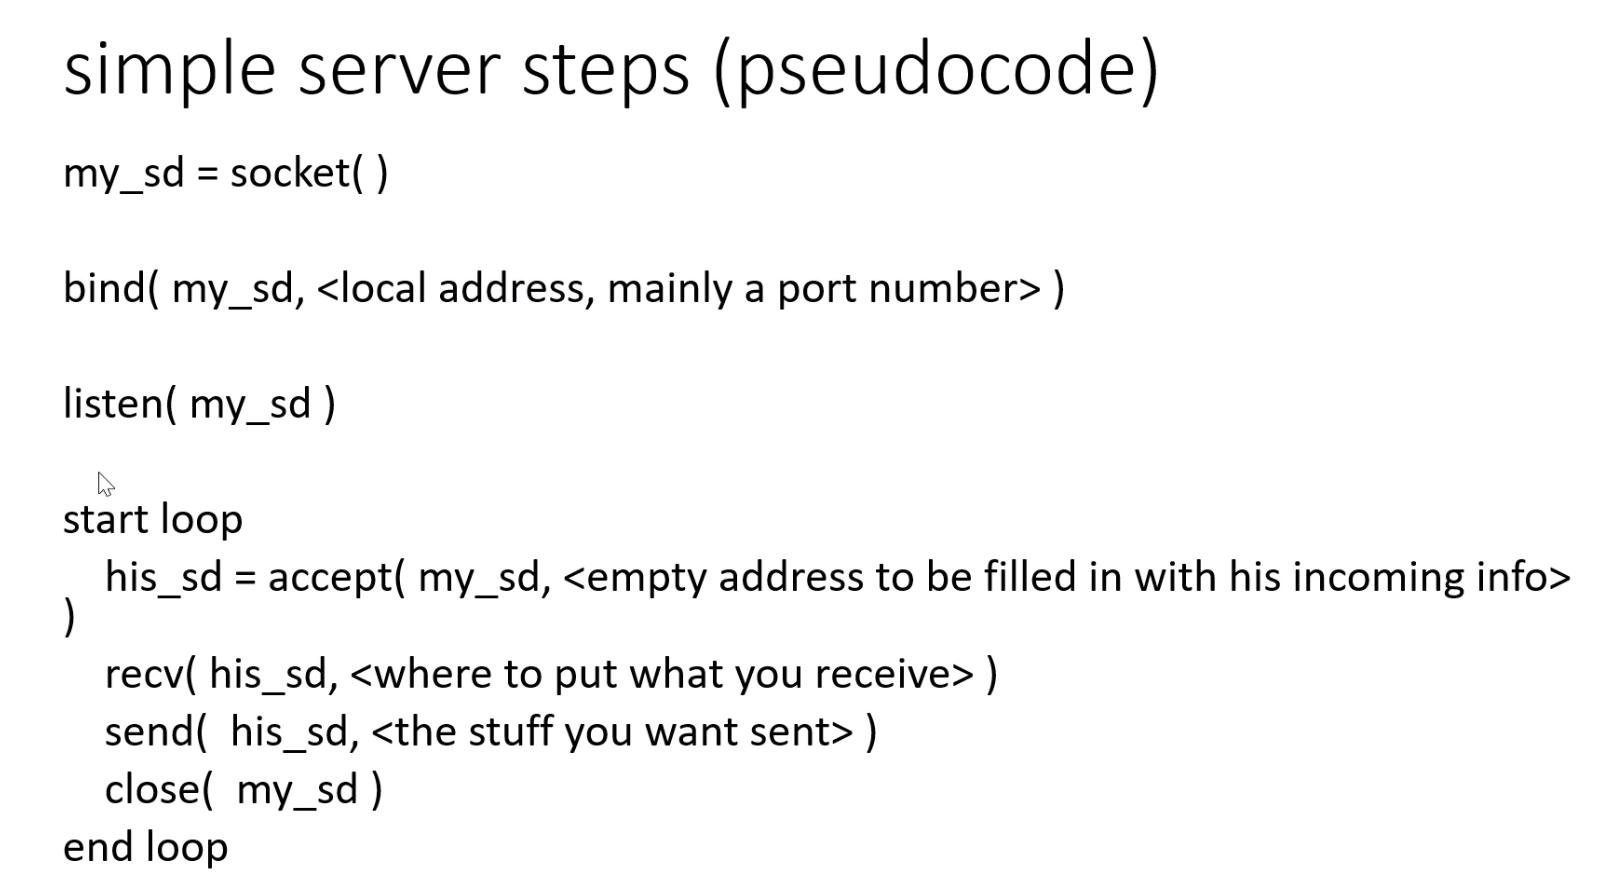 simple server steps (pseudocode)
my_sd = socket( )
bind( my_sd, <local address, mainly a port number> )
listen( my_sd )
start loop
his_sd = accept( my_sd, <empty address to be filled in with his incoming info>
)
recv( his_sd, <where to put what you receive> )
send(  his_sd, <the stuff you want sent> )
close(  my_sd )
end loop